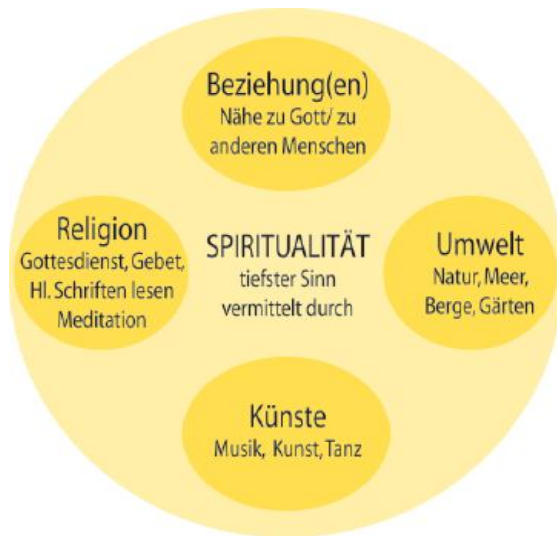 Beziehung(en)
Nähe zu Gott/ zu
anderen Menschen
Religion
Gottesdienst, Gebet,
Hl. Schriften lesen
Meditation
SPIRITUALITÄT
tiefster Sinn
vermittelt durch
Umwelt
Natur, Meer,
Berge, Gärten
Künste
Musik, Kunst, Tanz